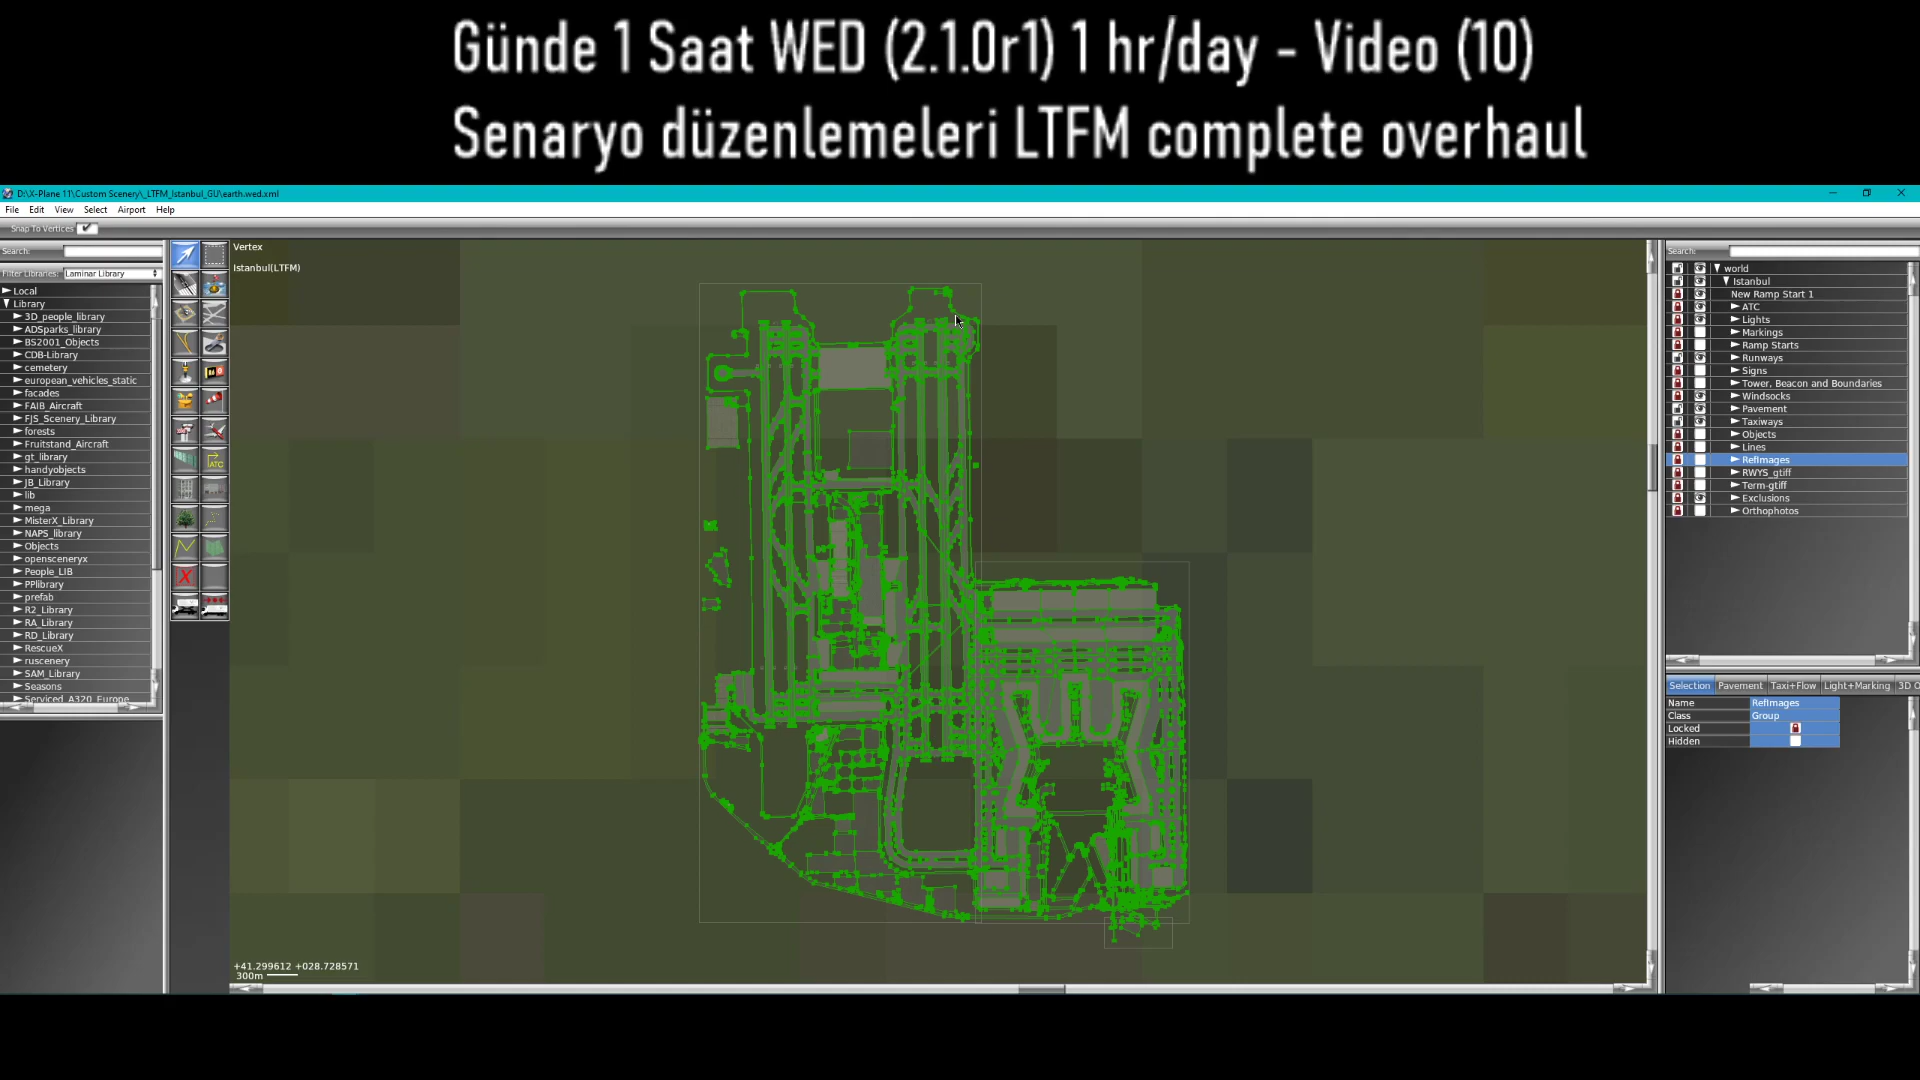 Günde 1 Saat WED (2.1.0r1) 1 hr/day - Video (10)
Senaryo düzenlemeleri LTFM complete overhaul
D:\X-Plane 11\Custom Scenery\_LTFM_Istanbul_GU\earth.wed.xml
File Edit View Select Airport Help
Snap To Vertices
Search:
Filter Libraries: Laminar Library
Local
Library
3D_people_library
ADSparks_library
BS2001_Objects
CDB-Library
cemetery
european_vehicles_static
facades
FAIB_Aircraft
FJS_Scenery_Library
forests
Fruitstand_Aircraft
gt_library
handyobjects
JB_Library
lib
mega
MisterX_Library
NAPS_library
Objects
opensceneryx
People_LIB
PPlibrary
prefab
R2_Library
RA_Library
RD_Library
RescueX
ruscenery
SAM_Library
Seasons
Serviced_A320_Europe
ATC
Vertex
Istanbul(LTFM)
+41.299612 +028.728571
300m
Search:
world
Istanbul
New Ramp Start 1
ATC
Lights
Markings
Ramp Starts
Runways
Signs
Tower, Beacon and Boundaries
Windsocks
Pavement
Taxiways
Objects
Lines
RefImages
RWYS_gtiff
Term-gtiff
Exclusions
Orthophotos
Selection Pavement Taxi+Flow Light+Marking 3D O
Name RefImages
Class Group
Locked
Hidden